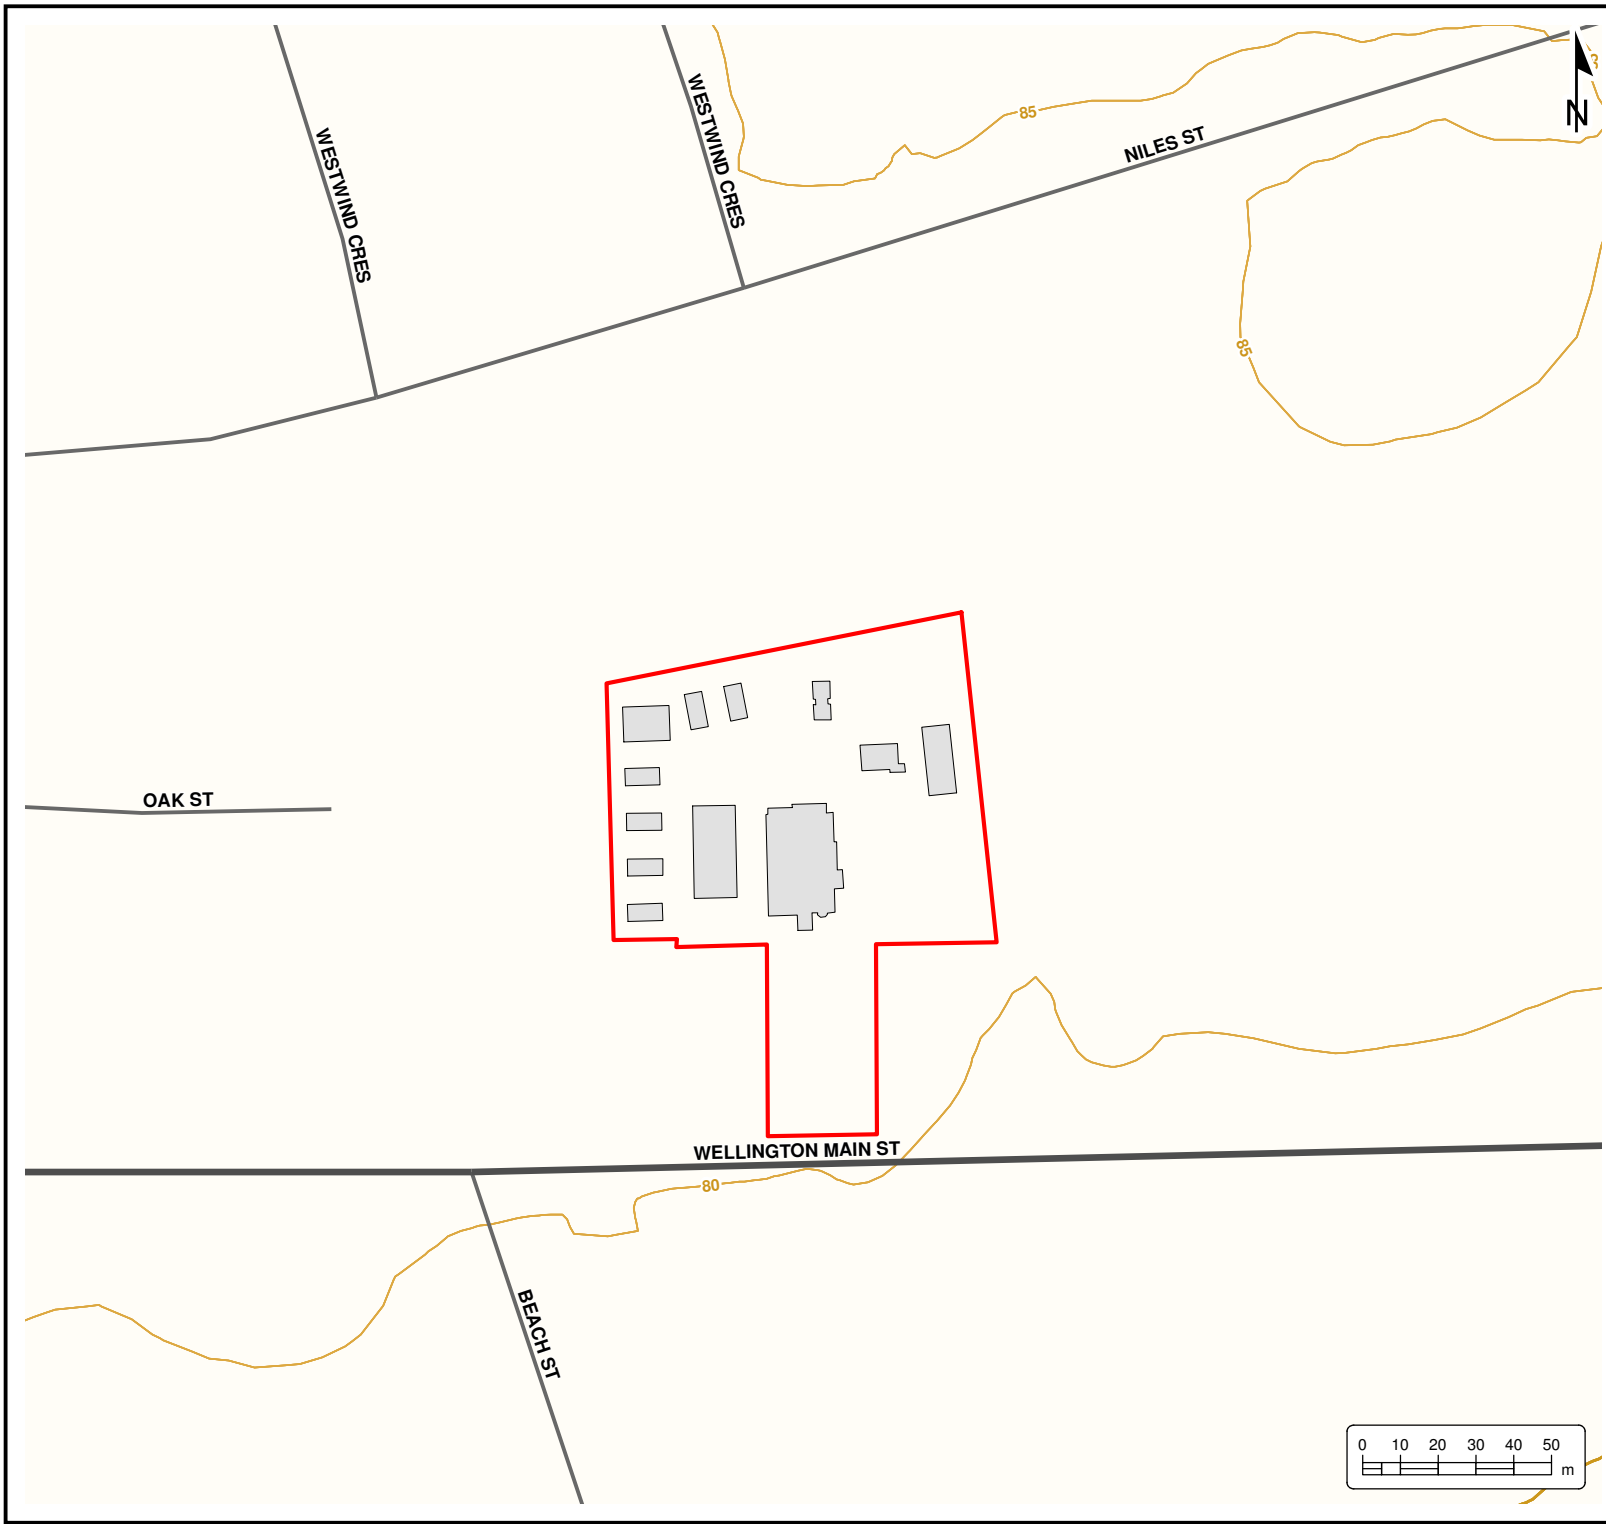 WESTWIND CRES
WESTWIND CRES
85
NILES ST
N
85
OAK ST
WELLINGTON MAIN ST
80
BEACH ST
0 10 20 30 40 50
m